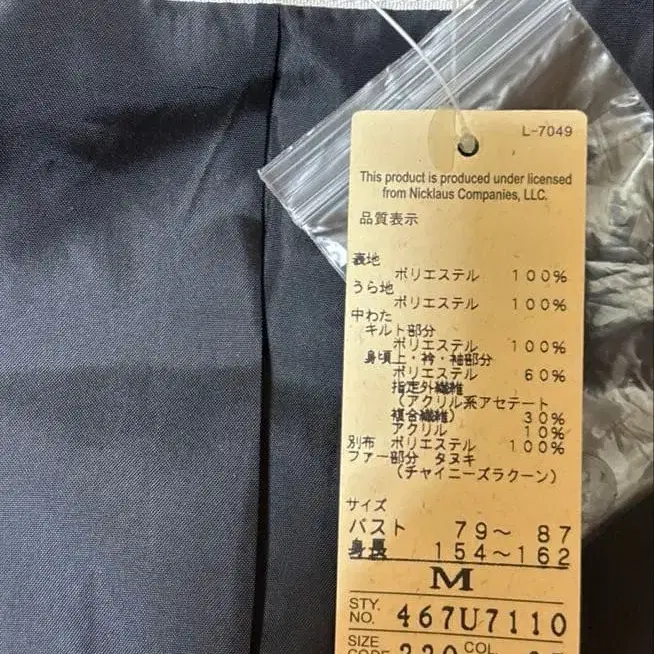 L-7049
This product is produced under licensed
from Nicklaus Companies, LLC.
品質表示
表地
ポリエステル 100%
うら地
ポリエステル 100%
中わた
キルト部分
ポリエステル 100%
身頃上・衿・袖部分
ポリエステル 60%
指定外繊維
(アクリル系アセテート
複合繊維) 30%
アクリル 10%
別布 ポリエステル 100%
ファー部分 タヌキ
(チャイニーズラクーン)
サイズ
バスト 79〜 87
身長 154〜162
M
STY.
NO. 467U7110
SIZE COL